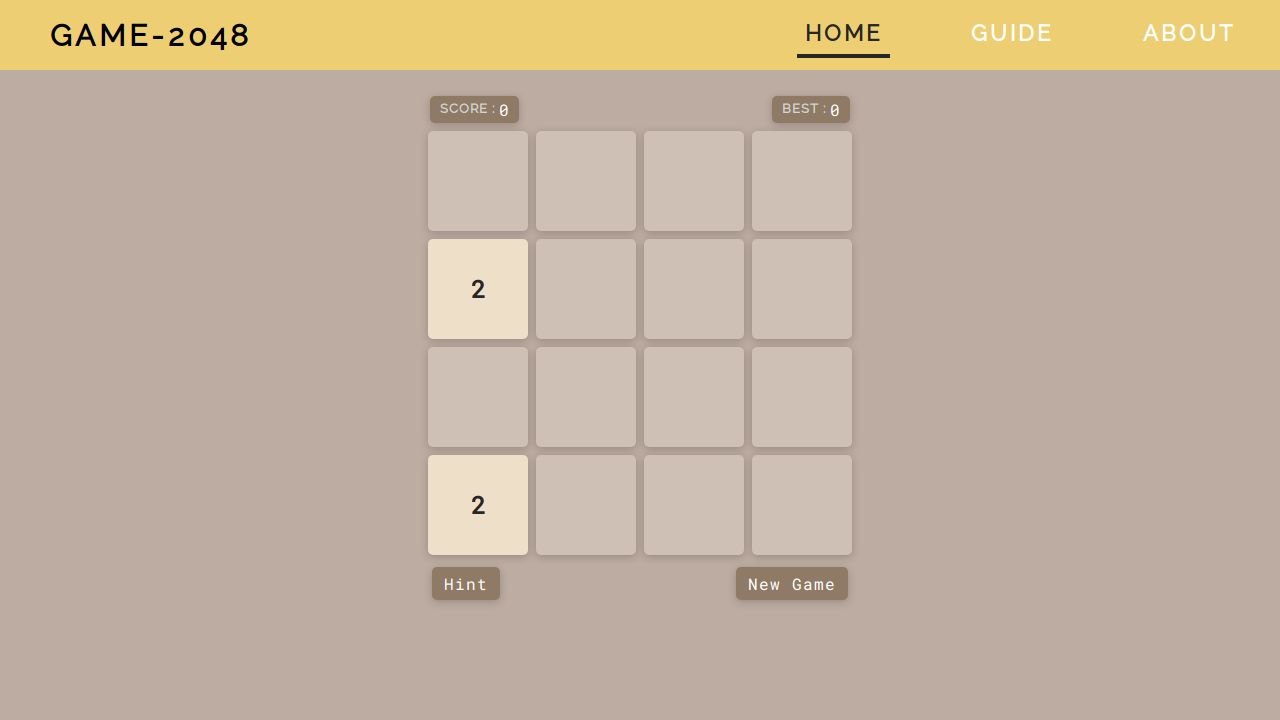 GAME-2048
HOME GUIDE ABOUT
SCORE : 0
BEST : 0
2
2
Hint
New Game